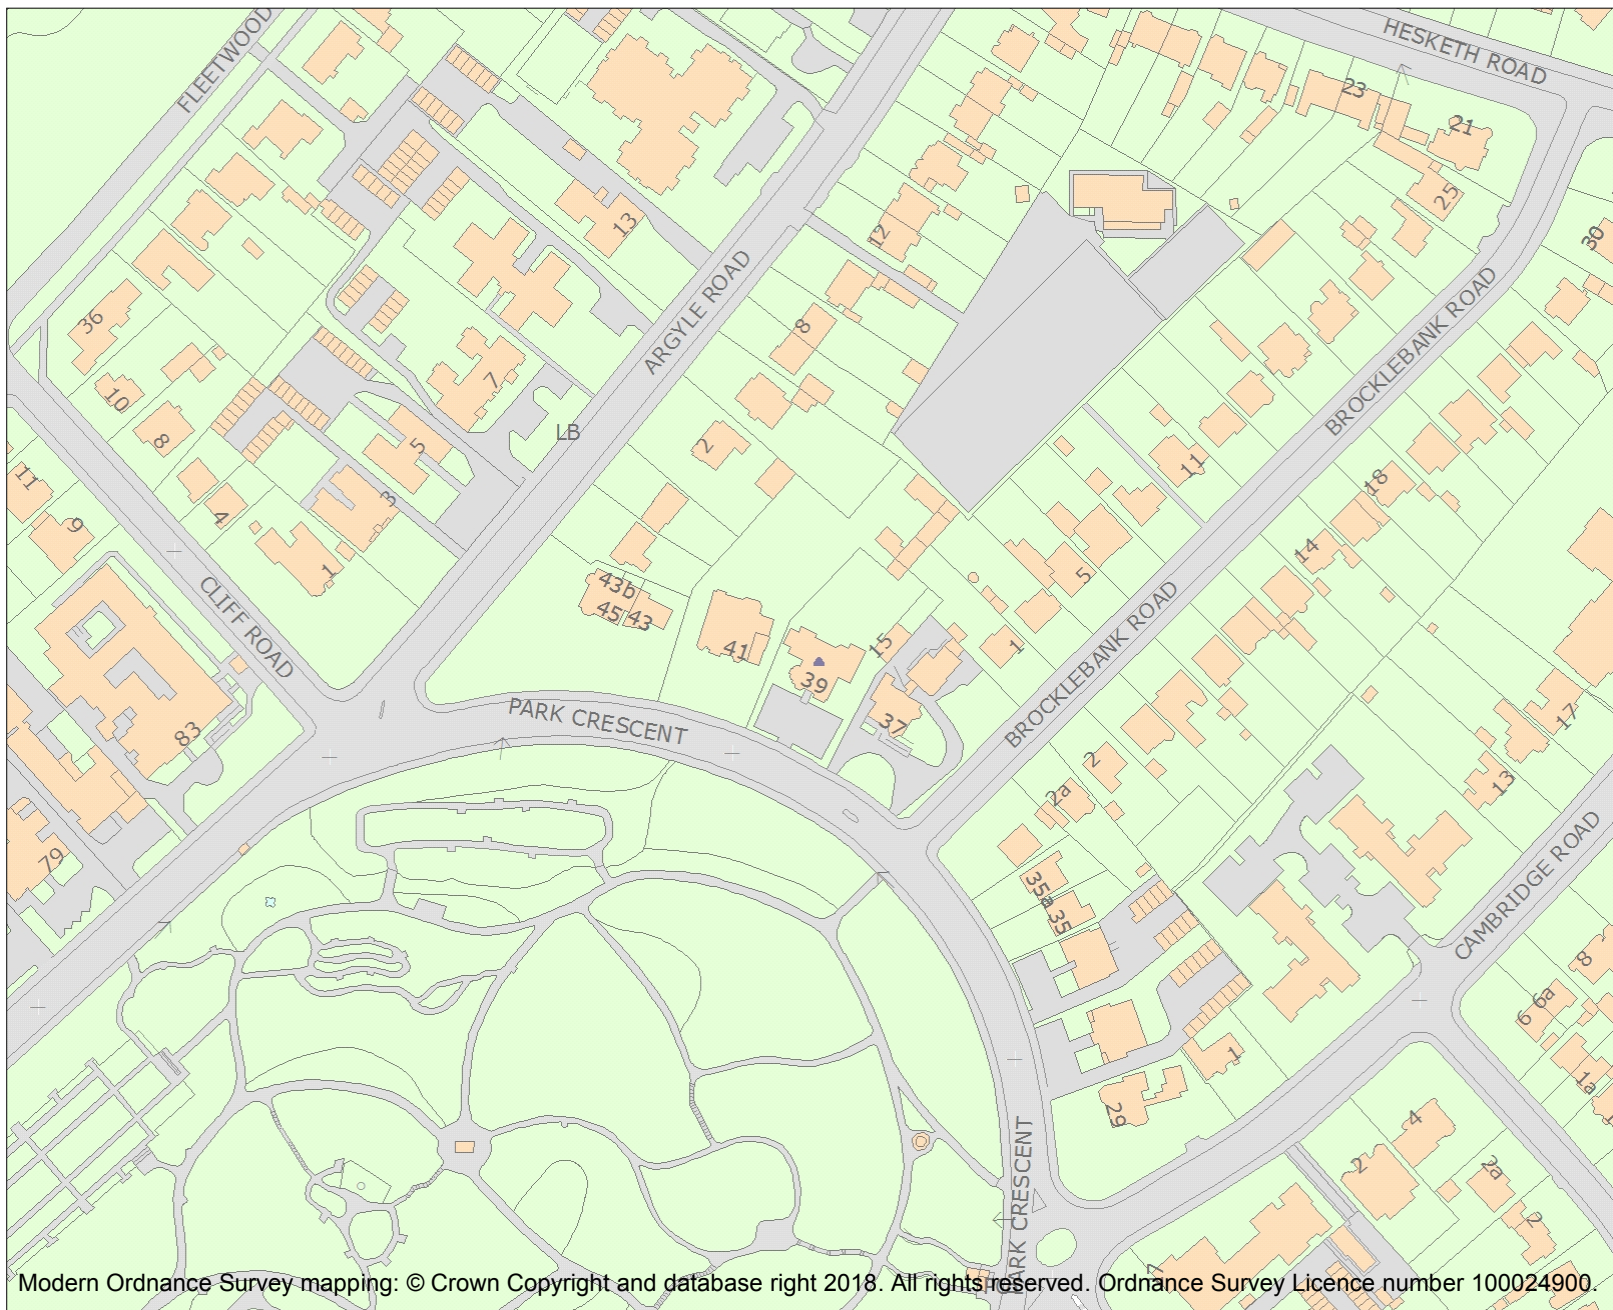 FLEETWOOD
HESKETH ROAD
23
21
25
30
13
12
ARGYLE ROAD
BROCKLEBANK ROAD
36
8
7
10
8
LB
2
5
11
11
3
18
4
9
14
1
5
CLIFF ROAD
43b
45
43
41
15
1
39
BROCKLEBANK ROAD
37
PARK CRESCENT
83
17
2
13
2a
79
35a
35
CAMBRIDGE ROAD
8
6a
6
1
1a
29
4
2
2a
2
PARK CRESCENT
PARK CRESCENT
Modern Ordnance Survey mapping: © Crown Copyright and database right 2018. All rights reserved. Ordnance Survey Licence number 100024900.